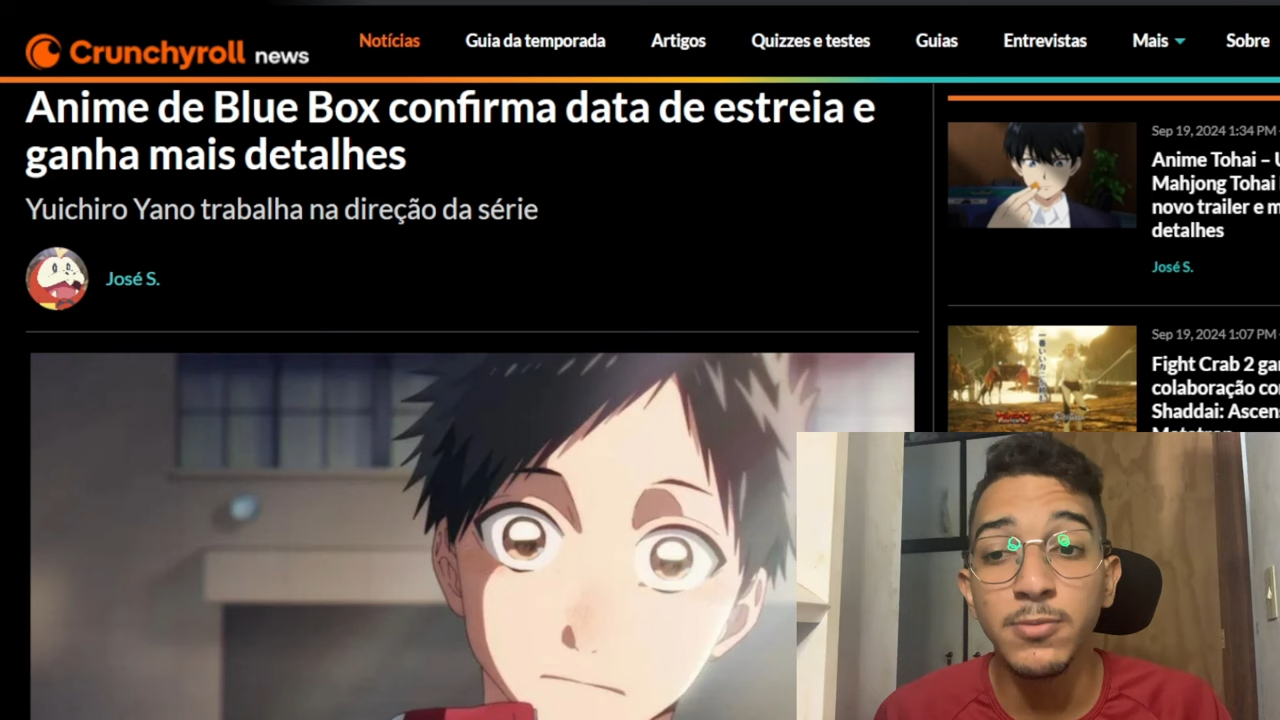 Crunchyroll news
Notícias
Guia da temporada
Artigos
Quizzes e testes
Guias
Entrevistas
Mais
Sobre
Anime de Blue Box confirma data de estreia e
ganha mais detalhes
Yuichiro Yano trabalha na direção da série
José S.
Sep 19, 2024 1:34 PM
Anime Tohai –
Mahjong Tohai
novo trailer e
detalhes
José S.
Sep 19, 2024 1:07 PM
Fight Crab 2
colaboração
Shaddai: